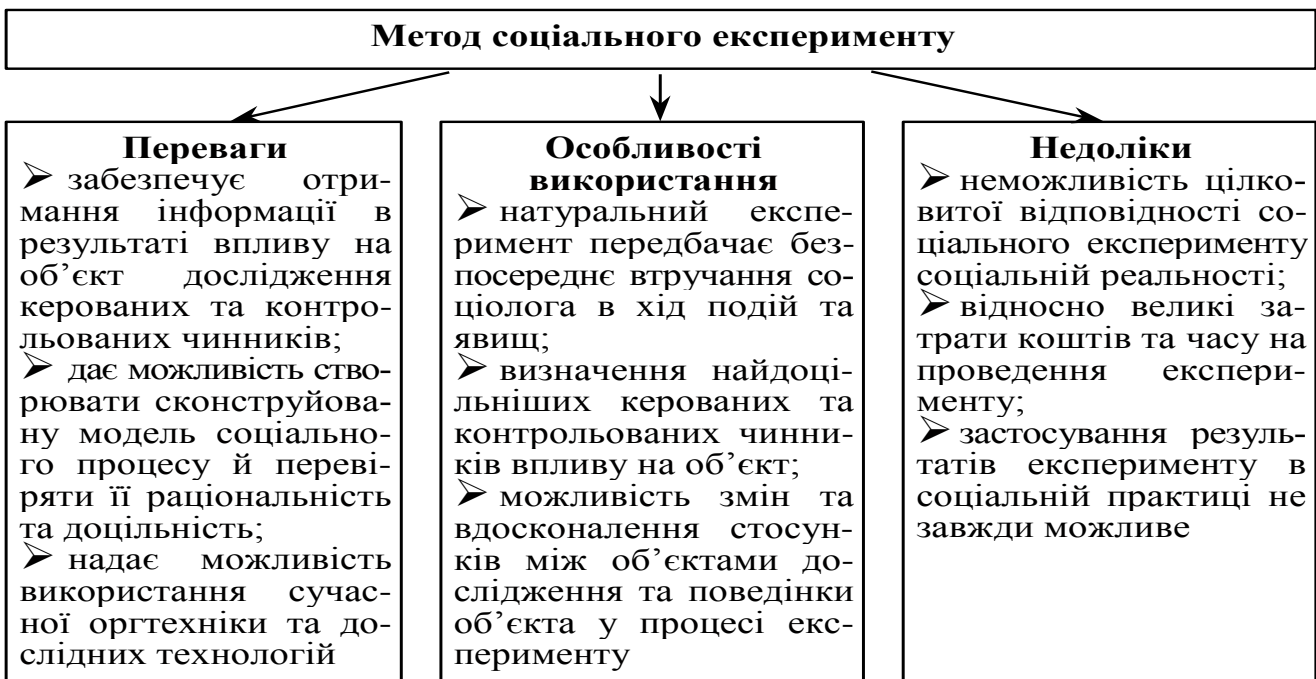 Метод соціального експерименту
Переваги
➢ забезпечує отри-
мання інформації в
результаті впливу на
об’єкт дослідження
керованих та контро-
льованих чинників;
➢ дає можливість ство-
рювати сконструйова-
ну модель соціально-
го процесу й переві-
ряти її раціональність
та доцільність;
➢ надає можливість
використання сучас-
ної оргтехніки та до-
слідних технологій
Особливості
використання
➢ натуральний експе-
римент передбачає без-
посереднє втручання со-
ціолога в хід подій та
явищ;
➢ визначення найдоці-
льніших керованих та
контрольованих чинни-
ків впливу на об’єкт;
➢ можливість змін та
вдосконалення стосун-
ків між об’єктами до-
слідження та поведінки
об’єкта у процесі екс-
перименту
Недоліки
➢ неможливість цілко-
витої відповідності со-
ціального експерименту
соціальній реальності;
➢ відносно великі за-
трати коштів та часу на
проведення експери-
менту;
➢ застосування резуль-
татів експерименту в
соціальній практиці не
завжди можливе